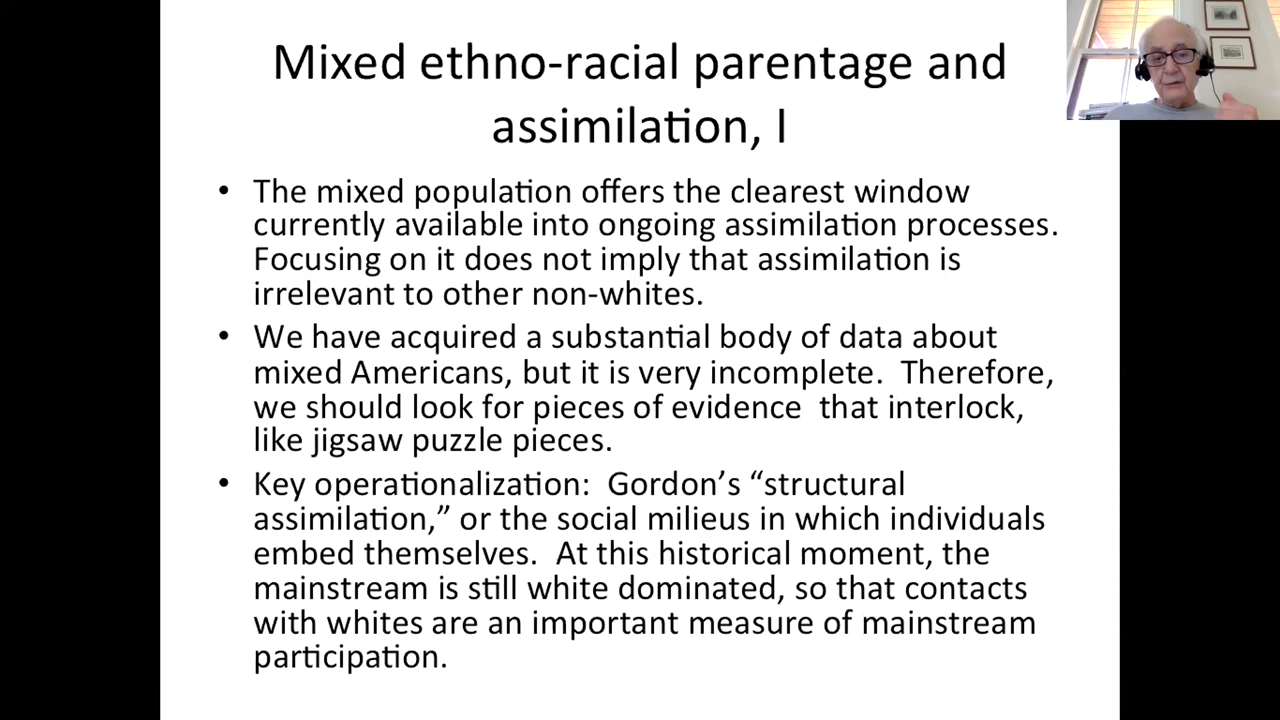 Mixed ethno-racial parentage and
assimilation, I
• The mixed population offers the clearest window
currently available into ongoing assimilation processes.
Focusing on it does not imply that assimilation is
irrelevant to other non-whites.
• We have acquired a substantial body of data about
mixed Americans, but it is very incomplete.  Therefore,
we should look for pieces of evidence  that interlock,
like jigsaw puzzle pieces.
• Key operationalization:  Gordon’s “structural
assimilation,” or the social milieus in which individuals
embed themselves.  At this historical moment, the
mainstream is still white dominated, so that contacts
with whites are an important measure of mainstream
participation.